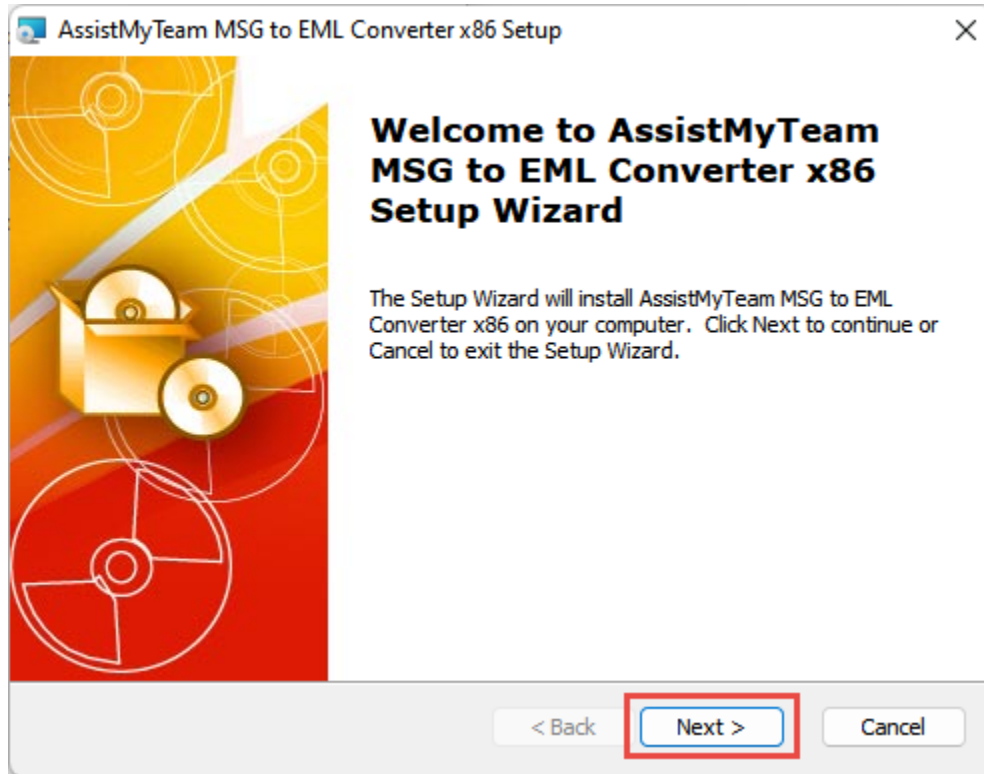 AssistMyTeam MSG to EML Converter x86 Setup
Welcome to AssistMyTeam
MSG to EML Converter x86
Setup Wizard
The Setup Wizard will install AssistMyTeam MSG to EML
Converter x86 on your computer. Click Next to continue or
Cancel to exit the Setup Wizard.
< Back Next > Cancel